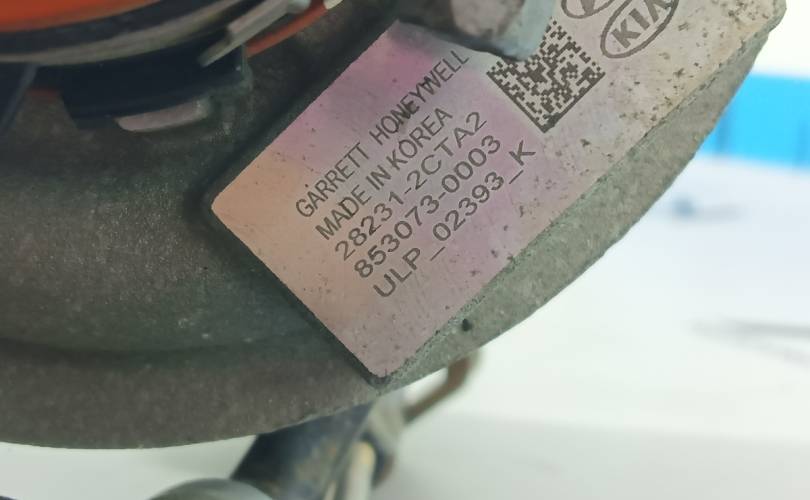 KIA
GARRETT HONEYWELL
MADE IN KOREA
28231-2CTA2
853073-0003
ULP_02393_K